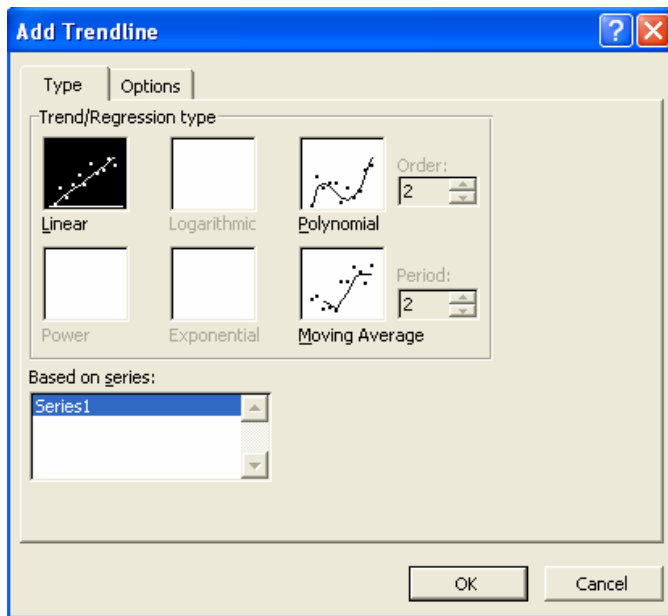 Add Trendline
Type
Options
Trend/Regression type
Order:
2
Linear
Logarithmic
Polynomial
Period:
2
Power
Exponential
Moving Average
Based on series:
Series1
OK
Cancel